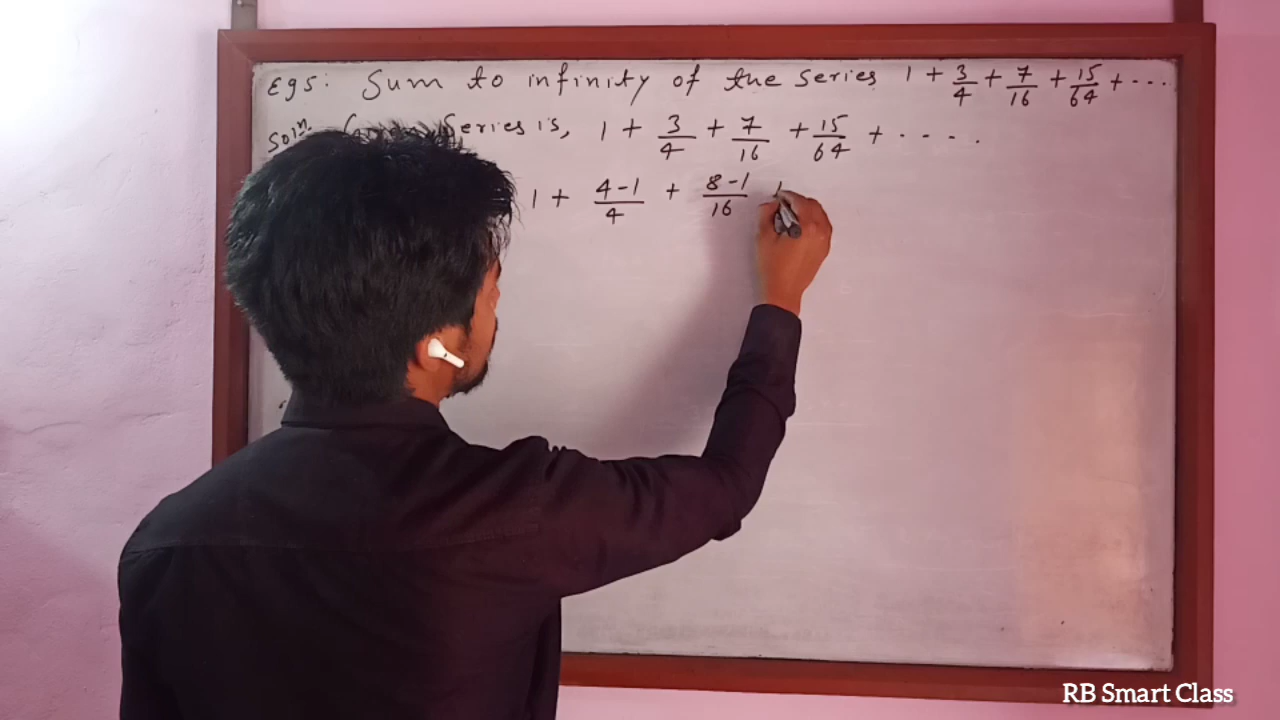 Eg5: Sum to infinity of the series 1 + 3/4 + 7/16 + 15/64 + ....
Soln Series is, 1 + 3/4 + 7/16 + 15/64 + .....
1 + 4-1/4 + 8-1/16
RB Smart Class